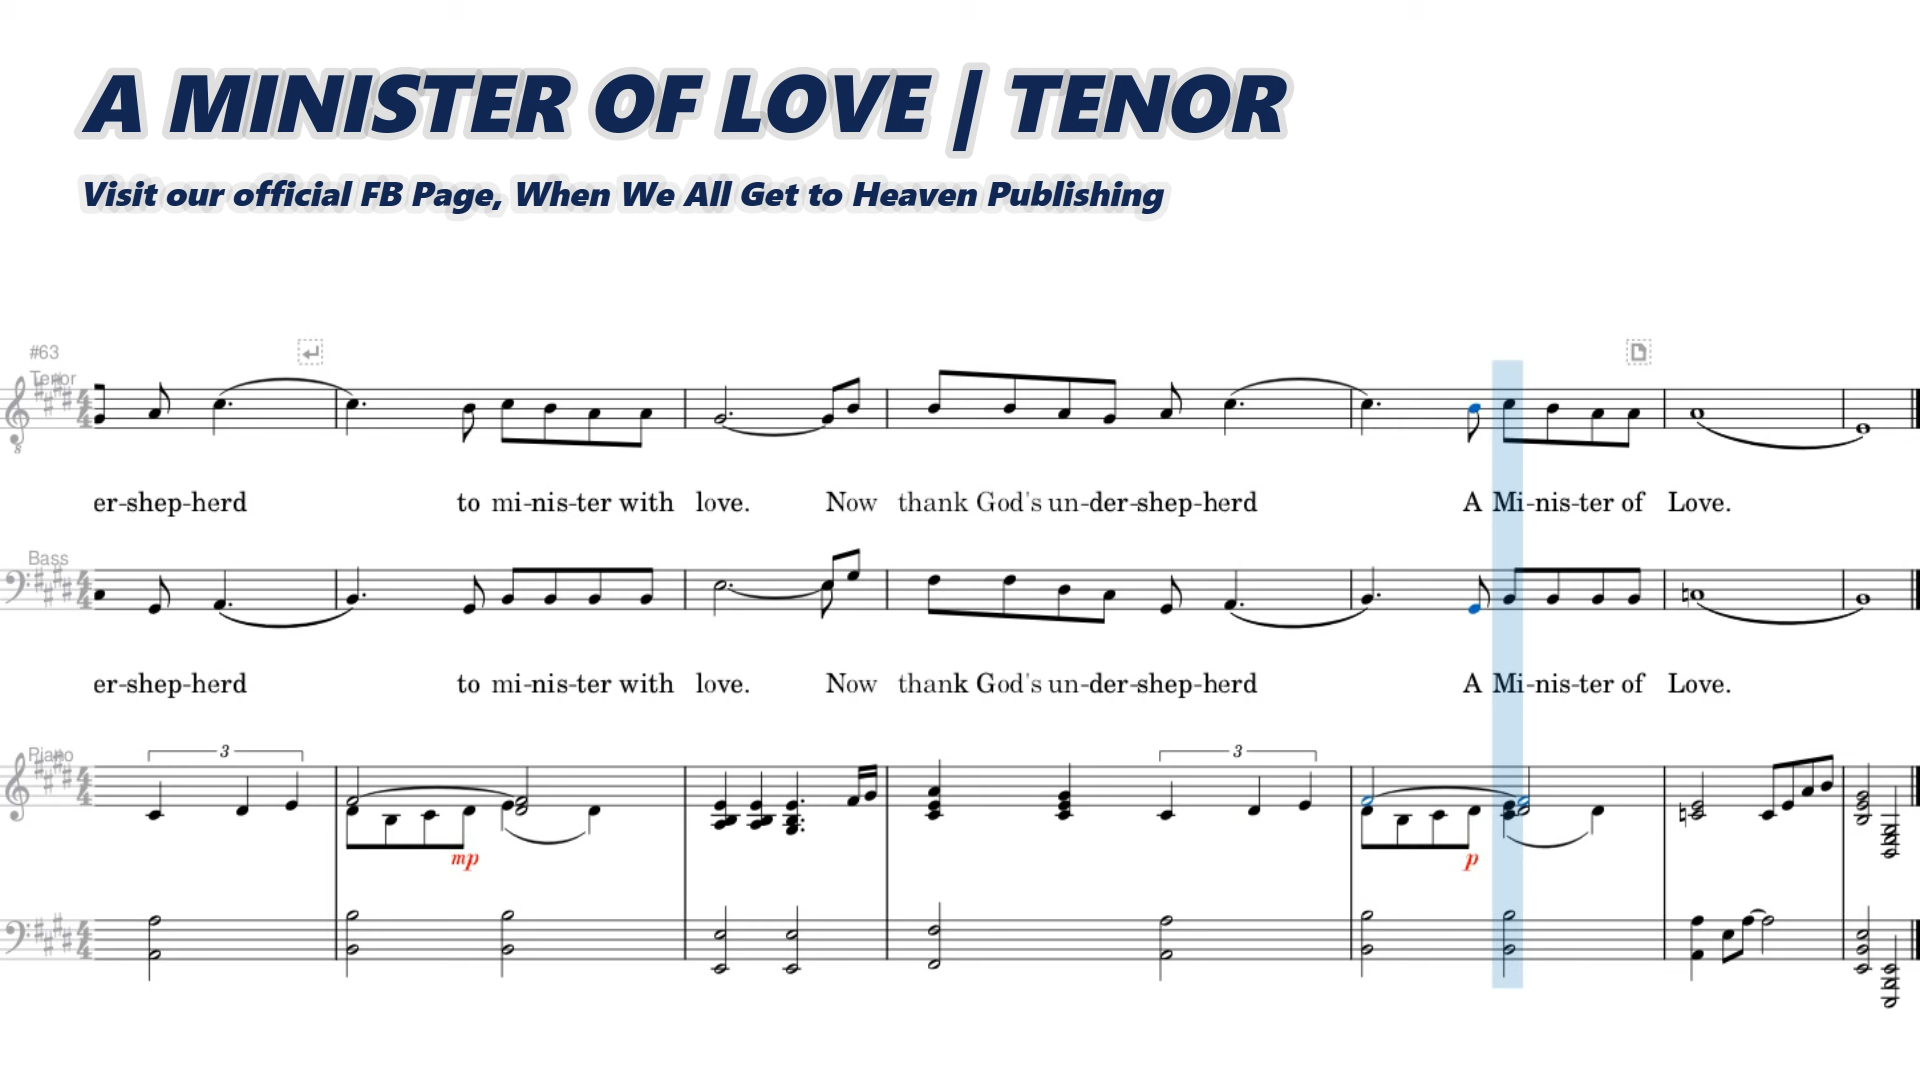 A MINISTER OF LOVE | TENOR
Visit our official FB Page, When We All Get to Heaven Publishing
#63
Tenor
er-shep-herd to mi-nis-ter with love. Now thank God's un-der-shep-herd A Mi-nis-ter of Love.
Bass
er-shep-herd to mi-nis-ter with love. Now thank God's un-der-shep-herd A Mi-nis-ter of Love.
Piano
3 3
mp p